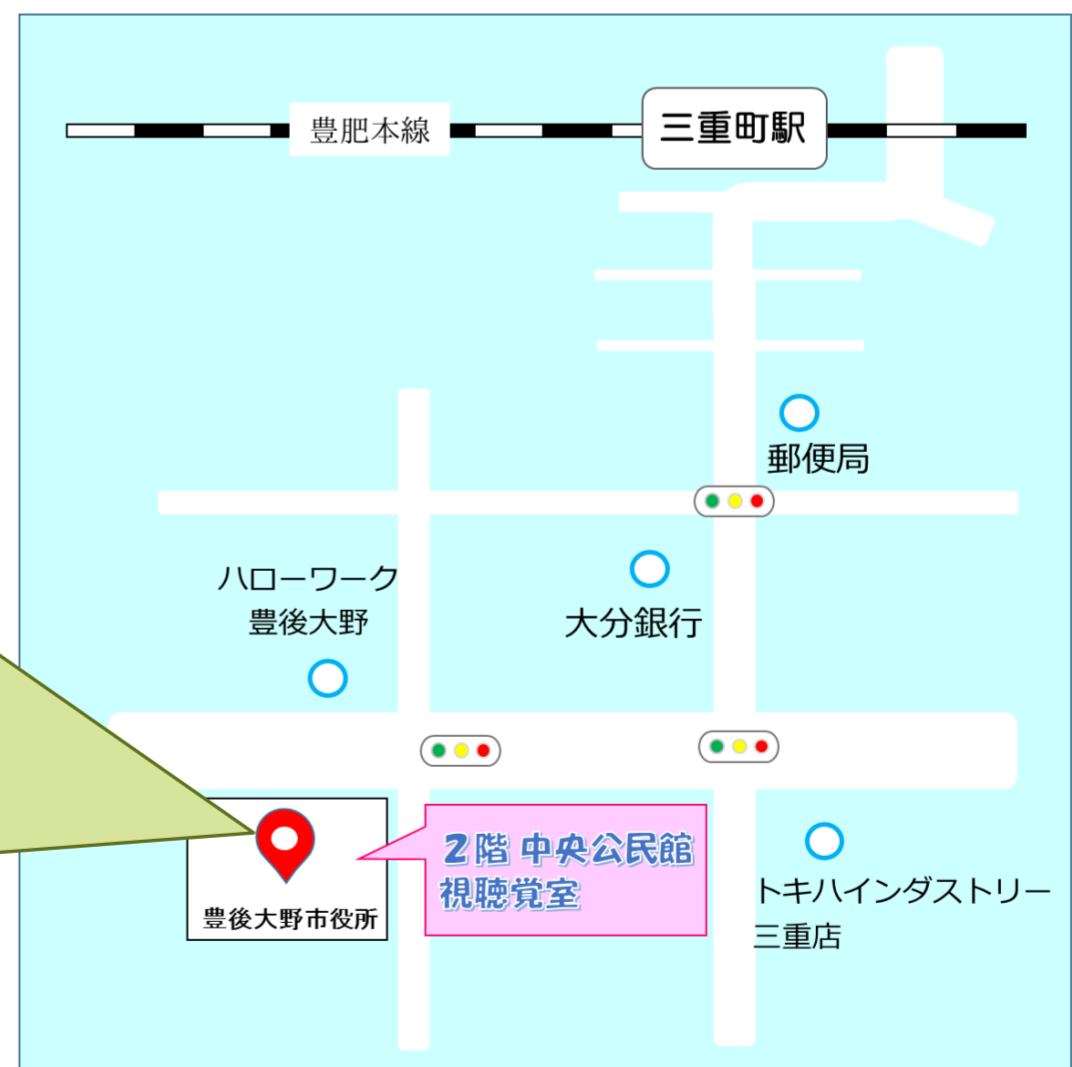 豊肥本線
三重町駅
郵便局
ハローワーク
豊後大野
大分銀行
2階 中央公民館
視聴覚室
豊後大野市役所
トキハインダストリー
三重店